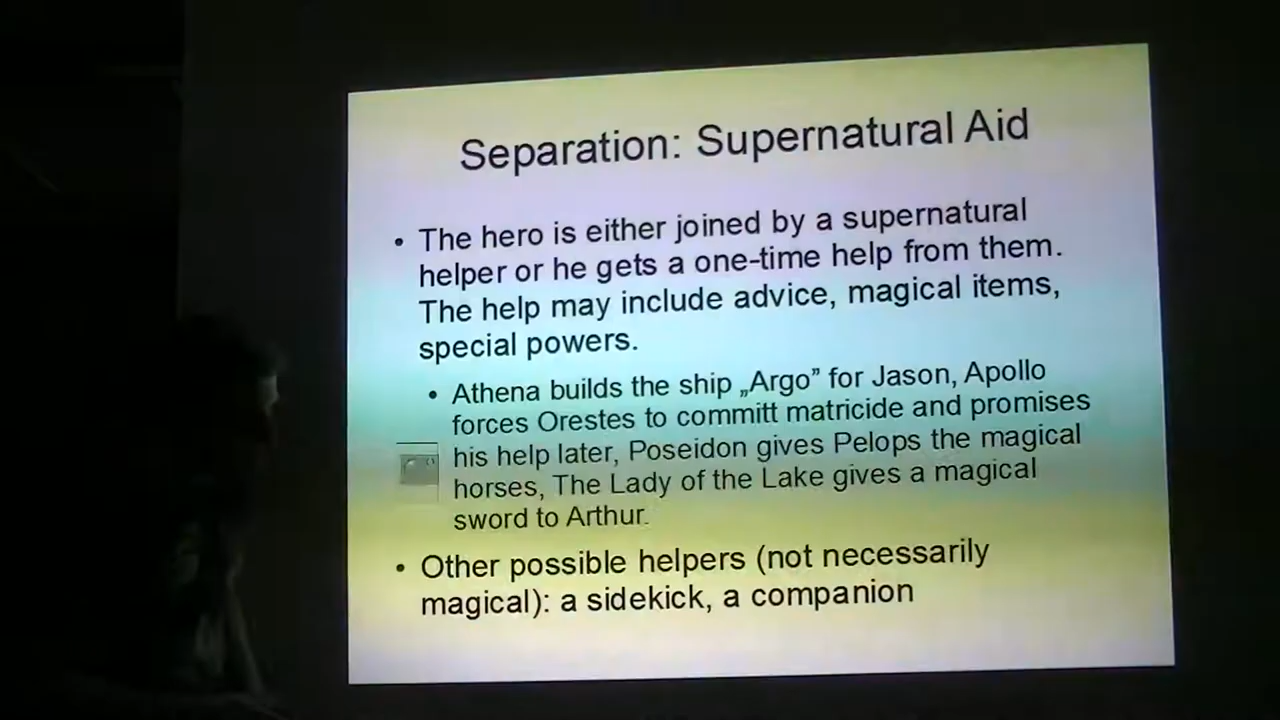 Separation: Supernatural Aid
• The hero is either joined by a supernatural
helper or he gets a one-time help from them.
The help may include advice, magical items,
special powers.
• Athena builds the ship „Argo” for Jason, Apollo
forces Orestes to committ matricide and promises
his help later, Poseidon gives Pelops the magical
horses, The Lady of the Lake gives a magical
sword to Arthur.
• Other possible helpers (not necessarily
magical): a sidekick, a companion